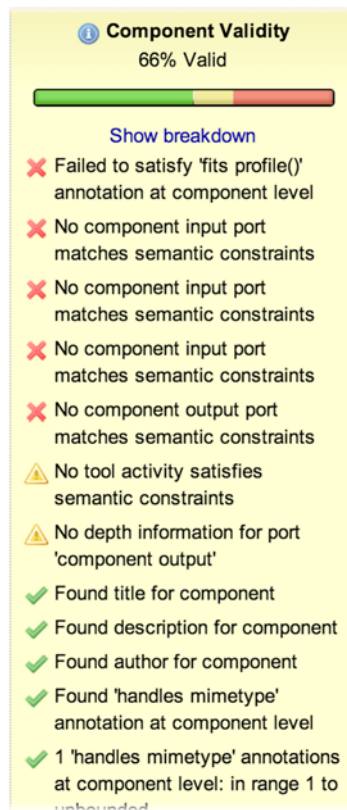 Component Validity
66% Valid
Show breakdown
Failed to satisfy 'fits profile()'
annotation at component level
No component input port
matches semantic constraints
No component input port
matches semantic constraints
No component input port
matches semantic constraints
No component output port
matches semantic constraints
No tool activity satisfies
semantic constraints
No depth information for port
'component output'
Found title for component
Found description for component
Found author for component
Found 'handles mimetype'
annotation at component level
1 'handles mimetype' annotations
at component level: in range 1 to
unbounded